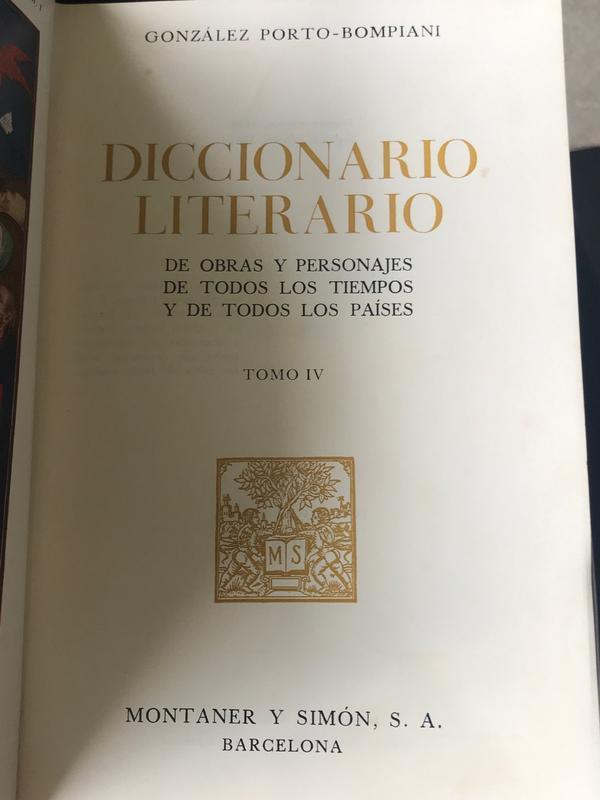 GONZÁLEZ PORTO-BOMPIANI
DICCIONARIO
LITERARIO
DE OBRAS Y PERSONAJES
DE TODOS LOS TIEMPOS
Y DE TODOS LOS PAÍSES
TOMO IV
M S
MONTANER Y SIMÓN, S. A.
BARCELONA